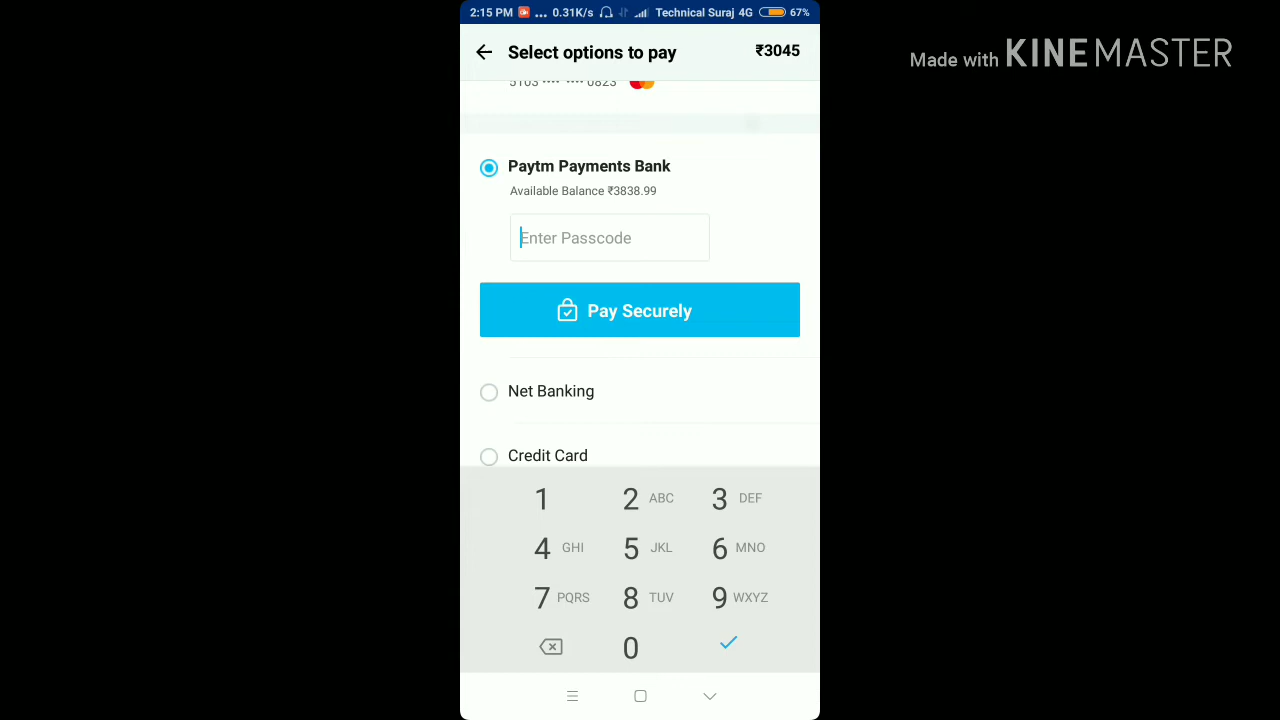 2:15 PM ... 0.31K/s Technical Suraj 4G 67%
Select options to pay ₹3045
Made with KINEMASTER
5103 **** **** 0823
Paytm Payments Bank
Available Balance ₹3838.99
Enter Passcode
Pay Securely
Net Banking
Credit Card
1 2 ABC 3 DEF
4 GHI 5 JKL 6 MNO
7 PQRS 8 TUV 9 WXYZ
0